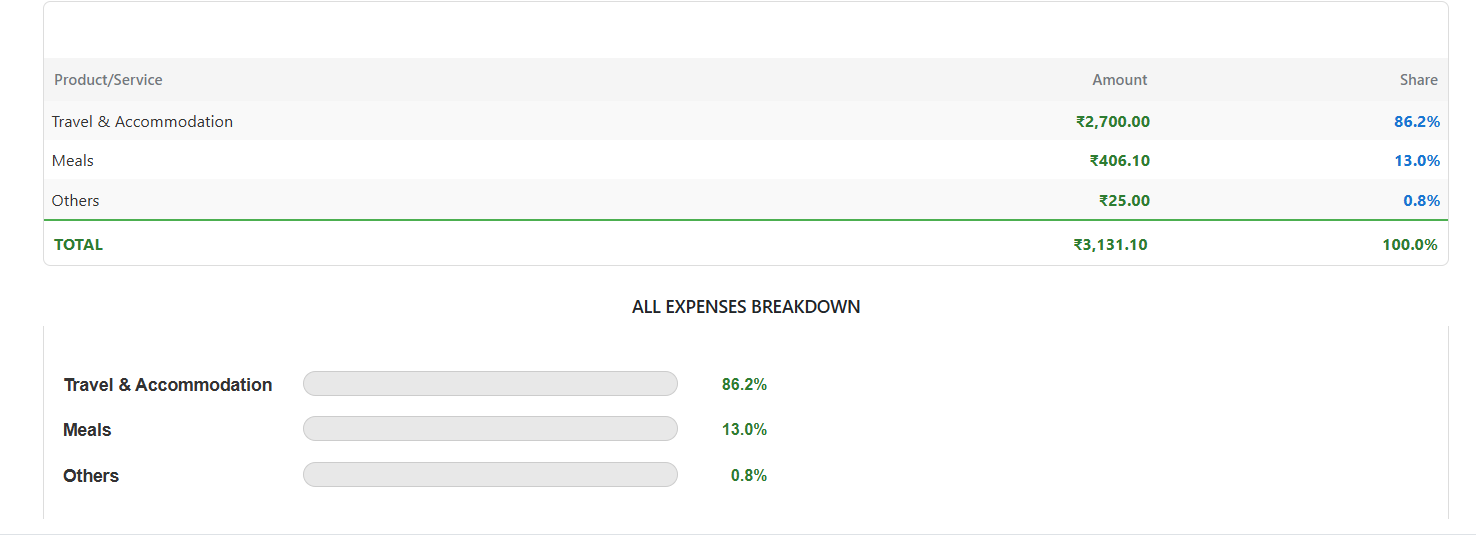 Product/Service Amount Share
Travel & Accommodation ₹2,700.00 86.2%
Meals ₹406.10 13.0%
Others ₹25.00 0.8%
TOTAL ₹3,131.10 100.0%
ALL EXPENSES BREAKDOWN
Travel & Accommodation 86.2%
Meals 13.0%
Others 0.8%